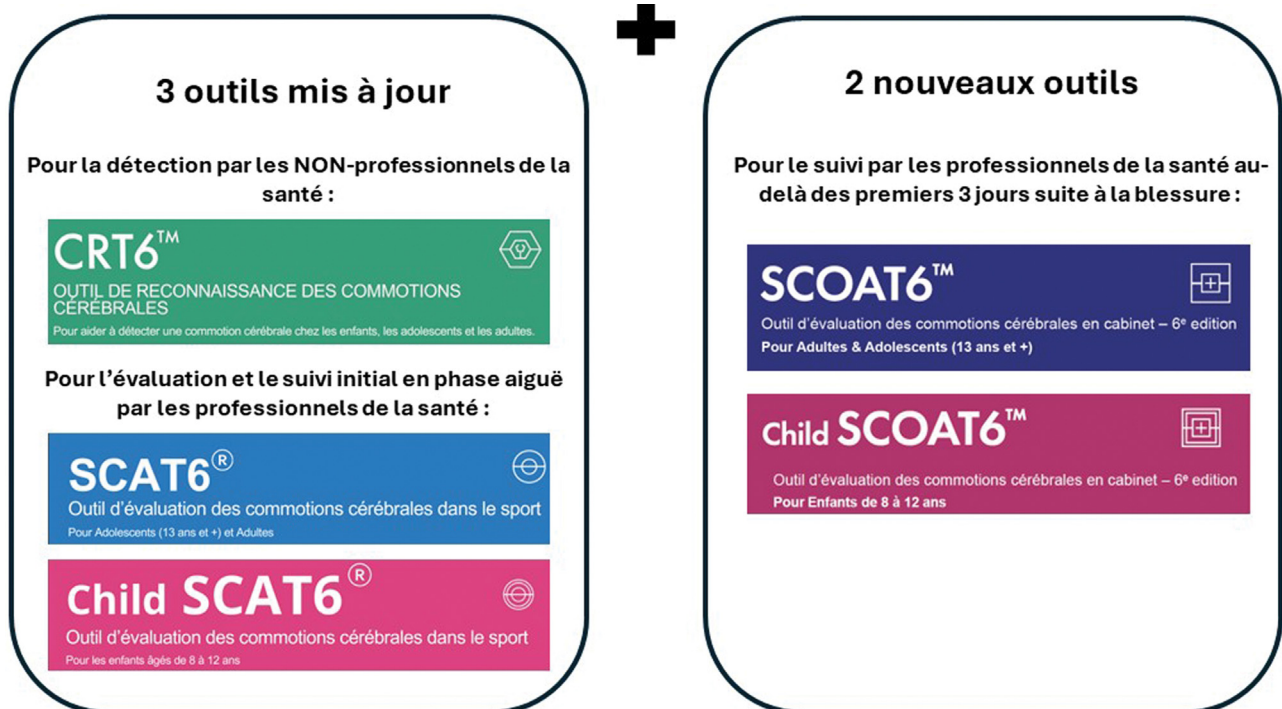 3 outils mis à jour
Pour la détection par les NON-professionnels de la
santé :
CRT6™
OUTIL DE RECONNAISSANCE DES COMMOTIONS
CÉRÉBRALES
Pour aider à détecter une commotion cérébrale chez les enfants, les adolescents et les adultes.
Pour l'évaluation et le suivi initial en phase aiguë
par les professionnels de la santé :
SCAT6®
Outil d'évaluation des commotions cérébrales dans le sport
Pour Adolescents (13 ans et +) et Adultes
Child SCAT6®
Outil d'évaluation des commotions cérébrales dans le sport
Pour les enfants âgés de 8 à 12 ans
2 nouveaux outils
Pour le suivi par les professionnels de la santé au-
delà des premiers 3 jours suite à la blessure :
SCOAT6™
Outil d'évaluation des commotions cérébrales en cabinet – 6e edition
Pour Adultes & Adolescents (13 ans et +)
Child SCOAT6™
Outil d'évaluation des commotions cérébrales en cabinet – 6e edition
Pour Enfants de 8 à 12 ans